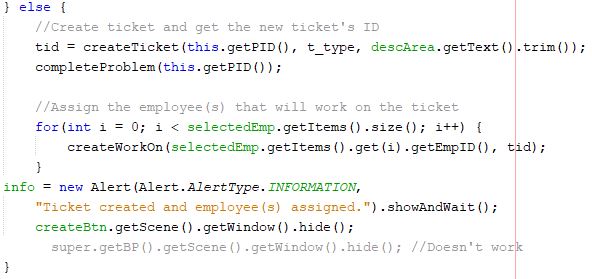 } else {
//Create ticket and get the new ticket's ID
tid = createTicket(this.getPID(), t_type, descArea.getText().trim());
completeProblem(this.getPID());
//Assign the employee(s) that will work on the ticket
for(int i = 0; i < selectedEmp.getItems().size(); i++) {
createWorkOn(selectedEmp.getItems().get(i).getEmpID(), tid);
}
info = new Alert(Alert.AlertType.INFORMATION,
"Ticket created and employee(s) assigned.").showAndWait();
createBtn.getScene().getWindow().hide();
super.getBP().getScene().getWindow().hide(); //Doesn't work
}